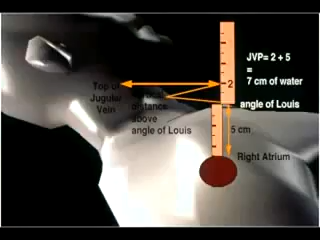 JVP= 2 + 5
=
7 cm of water
Top of
Jugular
Vein
2
distance
above
angle of Louis
angle of Louis
5 cm
Right Atrium